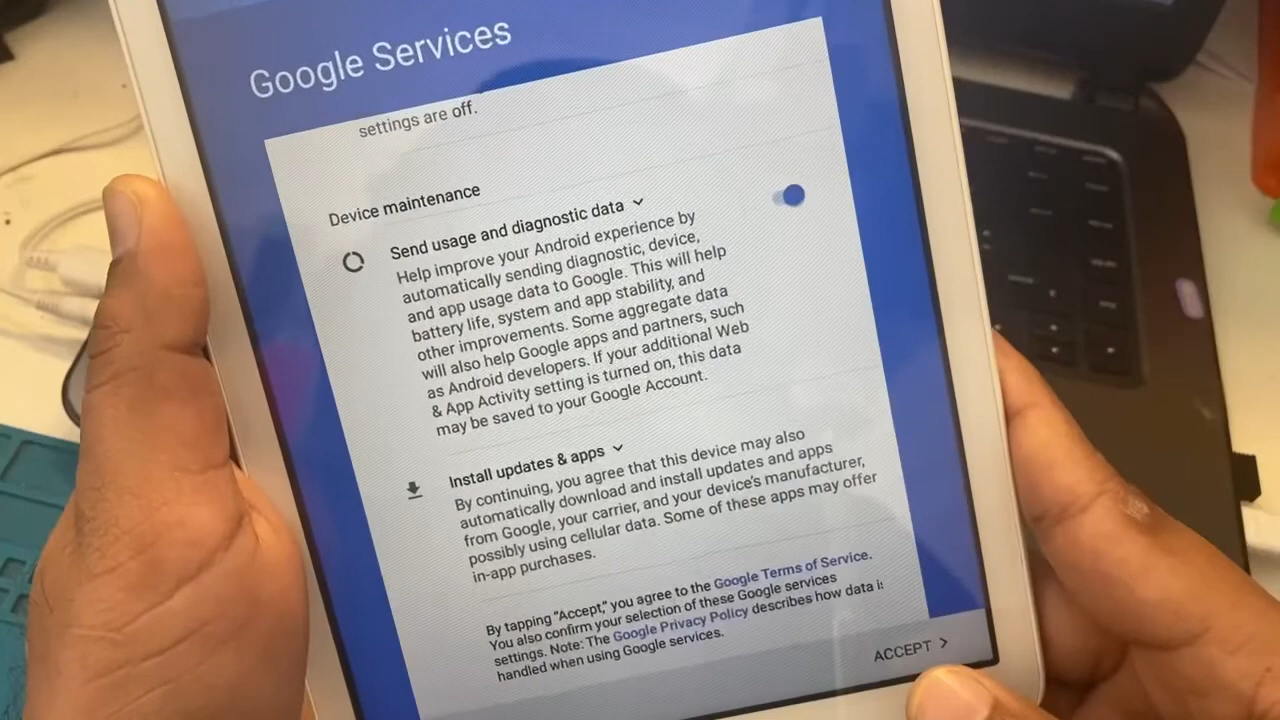 Google Services
settings are off.
Device maintenance
Send usage and diagnostic data
Help improve your Android experience by
automatically sending diagnostic, device,
and app usage data to Google. This will help
battery life, system and app stability, and
other improvements. Some aggregate data
will also help Google apps and partners, such
as Android developers. If your additional Web
& App Activity setting is turned on, this data
may be saved to your Google Account.
Install updates & apps
By continuing, you agree that this device may also
automatically download and install updates and apps
from Google, your carrier, and your device's manufacturer,
possibly using cellular data. Some of these apps may offer
in-app purchases.
By tapping "Accept," you agree to the Google Terms of Service.
You also confirm your selection of these Google services
settings. Note: The Google Privacy Policy describes how data is
handled when using Google services.
ACCEPT